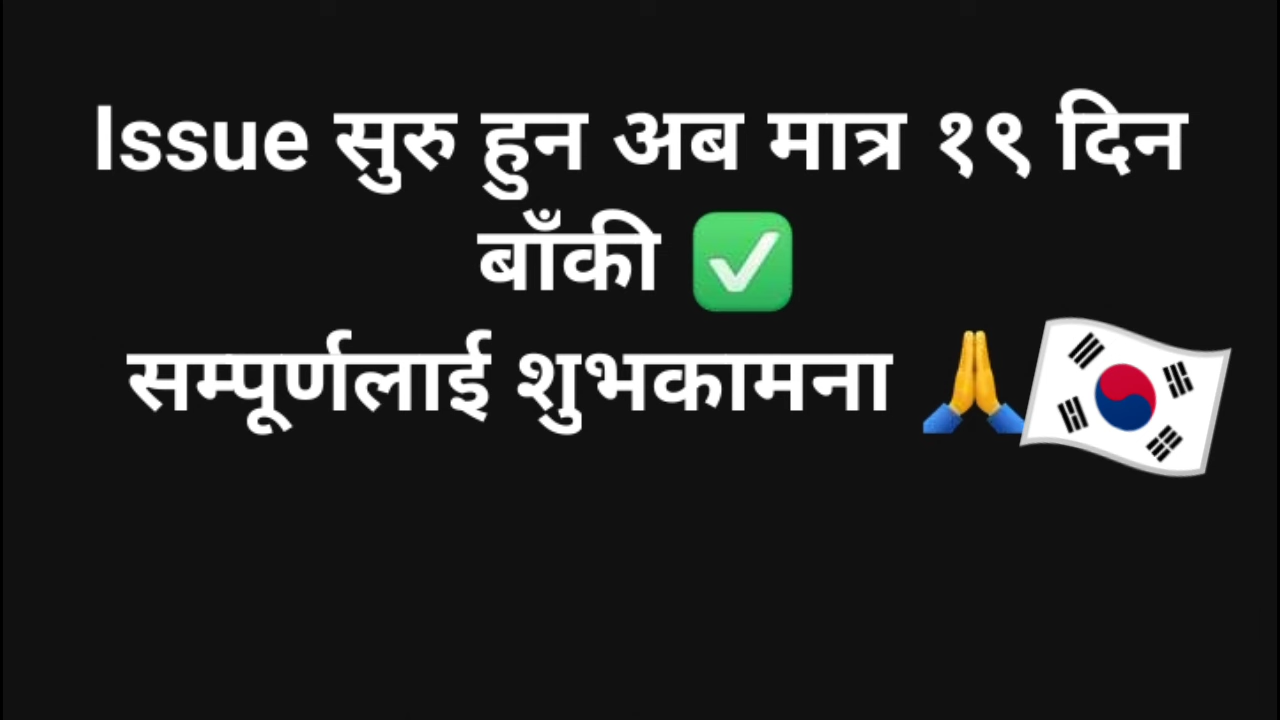 Issue सुरु हुन अब मात्र १९ दिन
बाँकी ✅
सम्पूर्णलाई शुभकामना 🙏🇰🇷